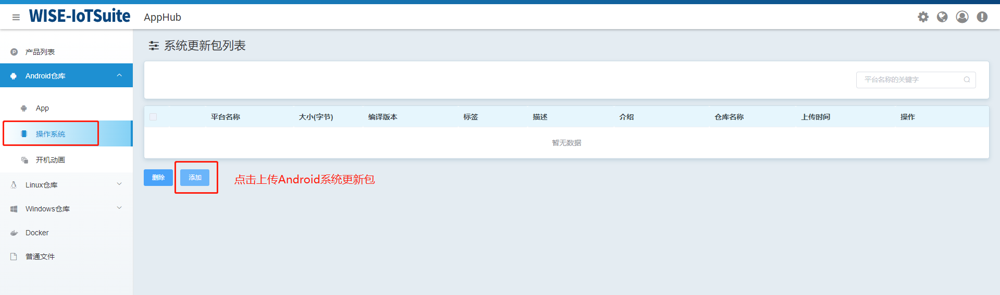 WISE-IoTSuite AppHub
系统更新包列表
产品列表
Android仓库
App
操作系统
开机动画
Linux仓库
Windows仓库
Docker
普通文件
平台名称的关键字
平台名称 大小(字节) 编译版本 标签 描述 介绍 仓库名称 上传时间 操作
暂无数据
删除 添加 点击上传Android系统更新包